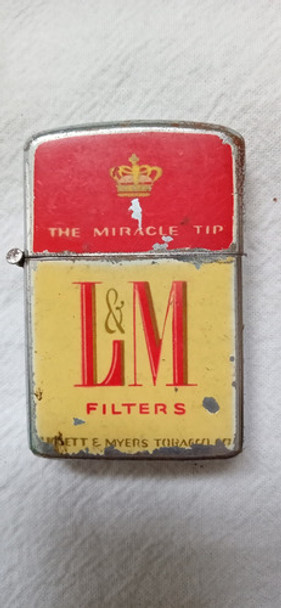 THE MIRACLE TIP
L&M
FILTERS
& MYERS TOBACCO